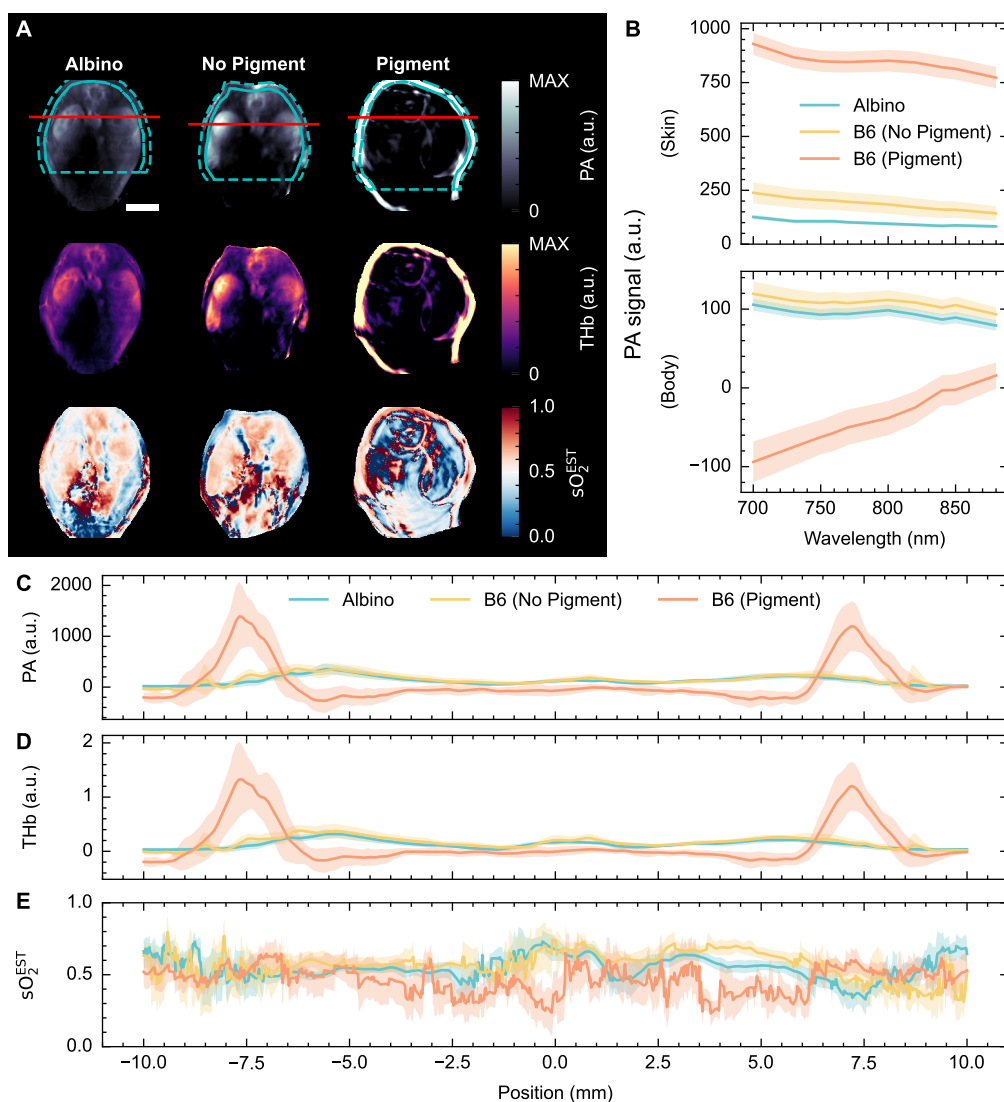 A
Albino
No Pigment
Pigment
MAX
PA (a.u.)
0
MAX
THb (a.u.)
0
1.0
0.5
sO₂ᴱˢᵀ
0.0
B
1000
750
(Skin)
500
250
0
Albino
B6 (No Pigment)
B6 (Pigment)
PA signal (a.u.)
100
(Body)
0
−100
700
750
800
850
Wavelength (nm)
C
2000
PA (a.u.)
1000
0
Albino
B6 (No Pigment)
B6 (Pigment)
D
2
THb (a.u.)
1
0
E
1.0
sO₂ᴱˢᵀ
0.5
0.0
−10.0 −7.5 −5.0 −2.5 0.0 2.5 5.0 7.5 10.0
Position (mm)